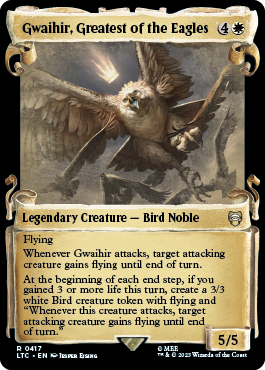 Gwaihir, Greatest of the Eagles 4
Legendary Creature — Bird Noble
Flying
Whenever Gwaihir attacks, target attacking
creature gains flying until end of turn.
At the beginning of each end step, if you
gained 3 or more life this turn, create a 3/3
white Bird creature token with flying and
“Whenever this creature attacks, target
attacking creature gains flying until end
of turn.”
5/5
R 0417
LTC • EN Jesper Ejsing
© MEE
™ & © 2023 Wizards of the Coast